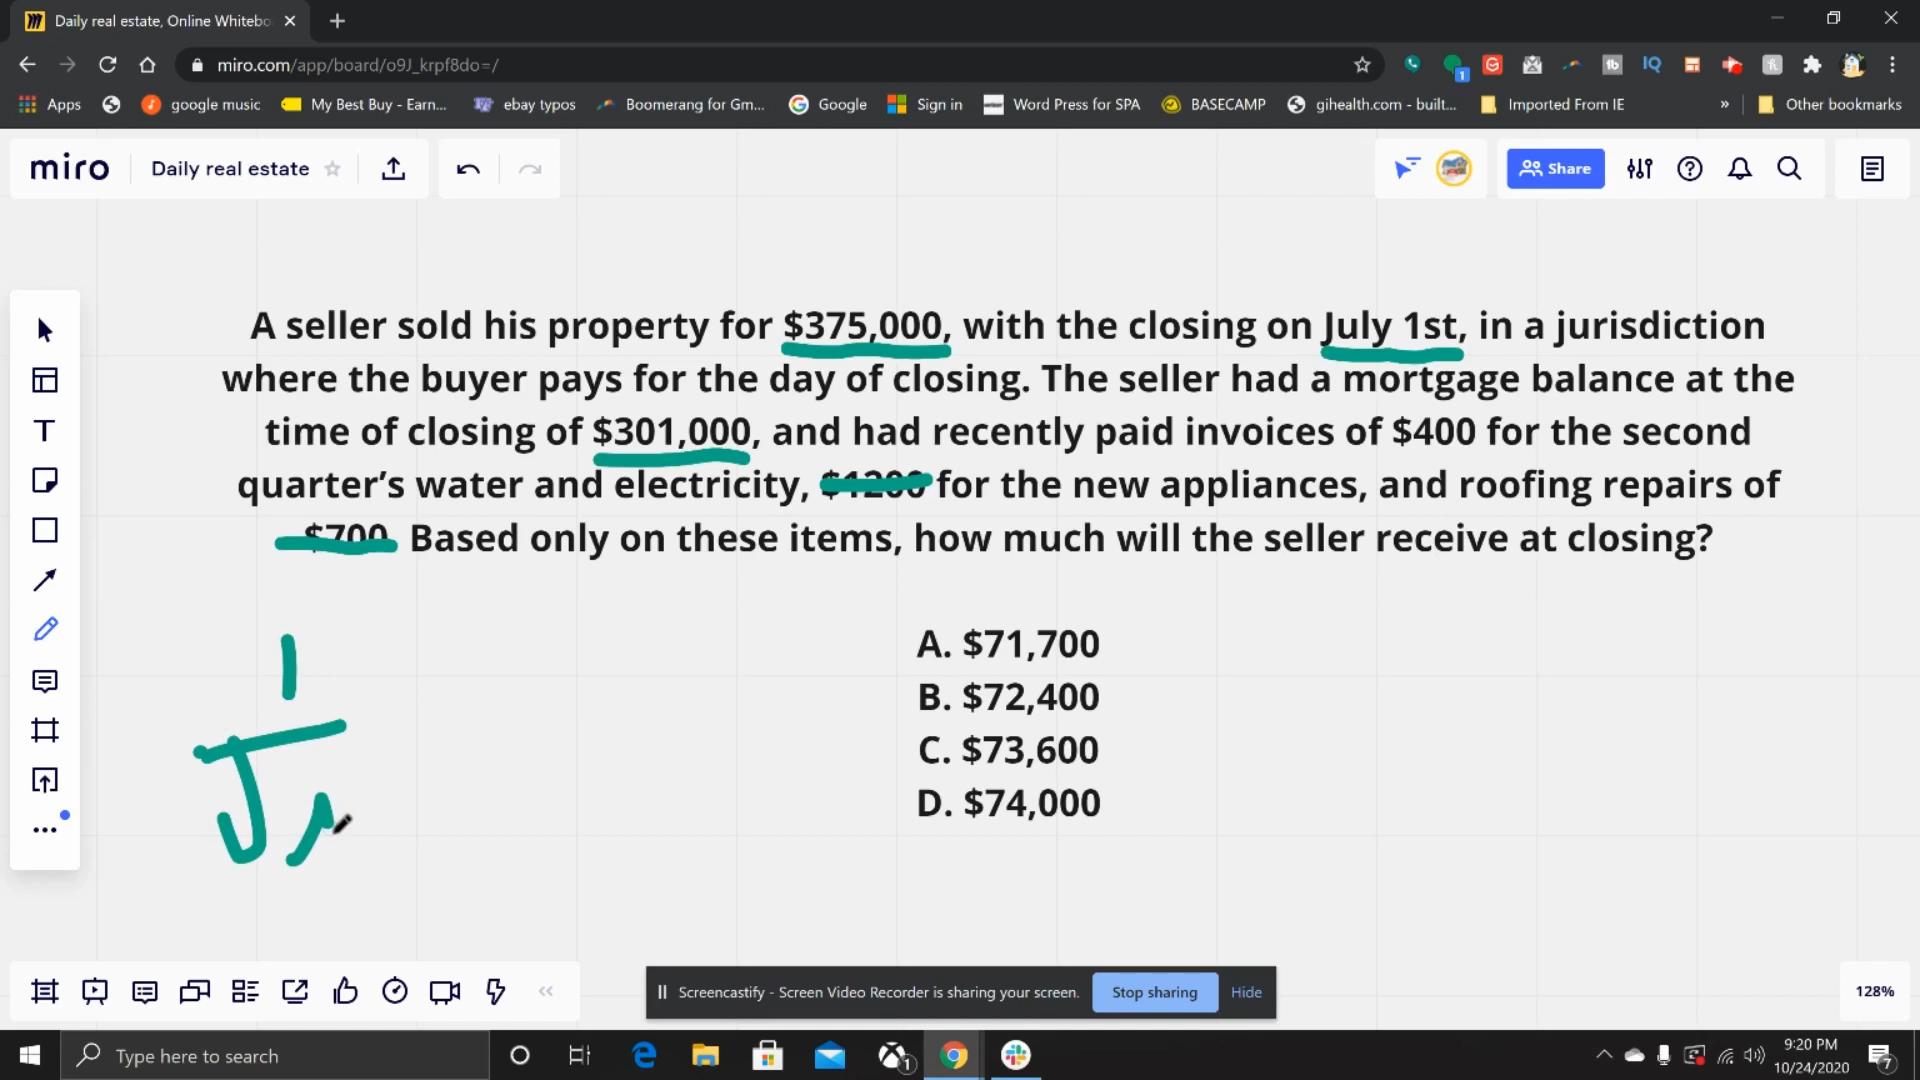 Daily real estate, Online Whitebo
miro.com/app/board/o9J_krpf8do=/
1
Apps
google music
My Best Buy - Earn...
ebay typos
Boomerang for Gm...
Google
Sign in
Word Press for SPA
BASECAMP
gihealth.com - built...
Imported From IE
»
Other bookmarks
miro
Daily real estate
Share
A seller sold his property for $375,000, with the closing on July 1st, in a jurisdiction
where the buyer pays for the day of closing. The seller had a mortgage balance at the
time of closing of $301,000, and had recently paid invoices of $400 for the second
quarter's water and electricity, $1200 for the new appliances, and roofing repairs of
$700. Based only on these items, how much will the seller receive at closing?
1
A. $71,700
B. $72,400
C. $73,600
D. $74,000
J
Screencastify - Screen Video Recorder is sharing your screen.
Stop sharing
Hide
128%
Type here to search
1
9:20 PM
10/24/2020
7